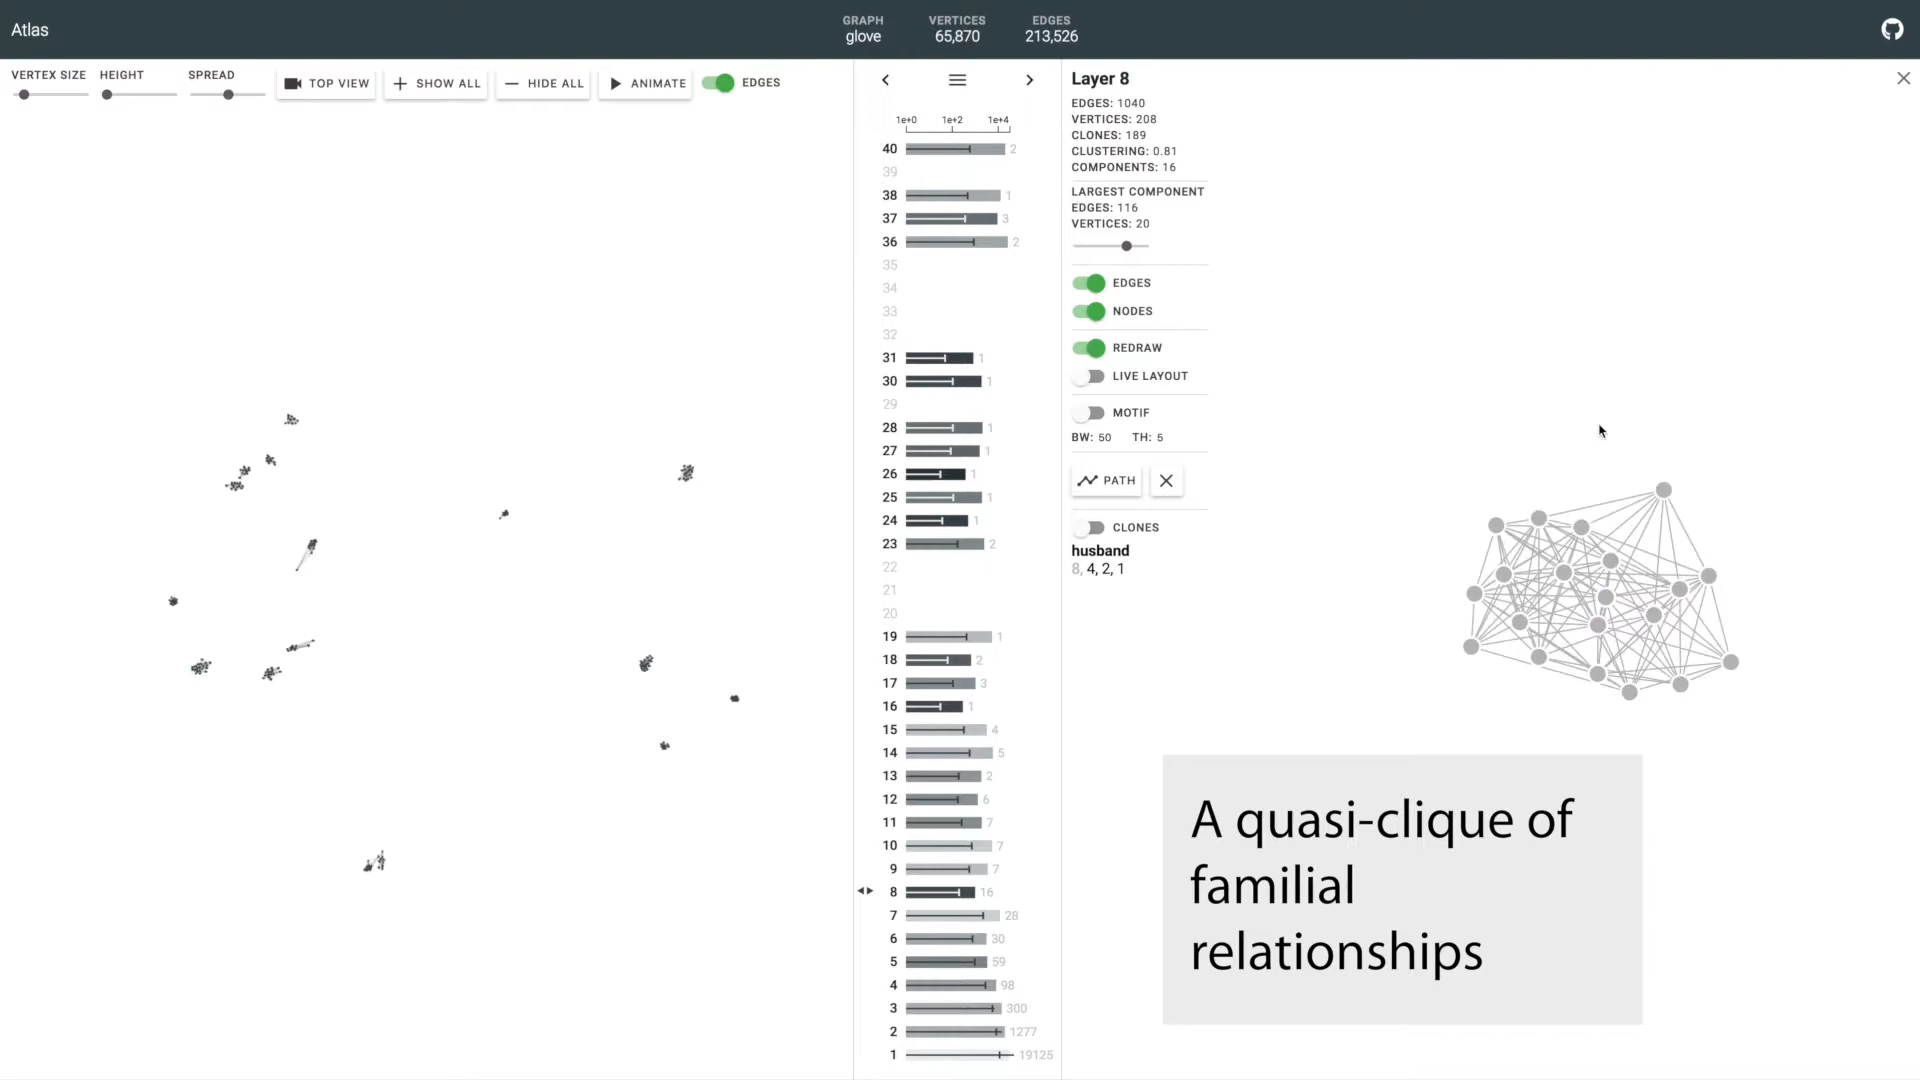 Atlas
GRAPH
glove
VERTICES
65,870
EDGES
213,526
VERTEX SIZE
HEIGHT
SPREAD
TOP VIEW
SHOW ALL
HIDE ALL
ANIMATE
EDGES
1e+0 1e+2 1e+4
40 2
39
38 1
37 3
36 2
35
34
33
32
31 1
30 1
29
28 1
27 1
26 1
25 1
24 1
23 2
22
21
20
19 1
18 2
17 3
16 1
15 4
14 5
13 2
12 6
11 7
10 7
9 7
8 16
7 28
6 30
5 59
4 98
3 300
2 1277
1 19125
Layer 8
EDGES: 1040
VERTICES: 208
CLONES: 189
CLUSTERING: 0.81
COMPONENTS: 16
LARGEST COMPONENT
EDGES: 116
VERTICES: 20
EDGES
NODES
REDRAW
LIVE LAYOUT
MOTIF
BW: 50 TH: 5
PATH
CLONES
husband
8, 4, 2, 1
A quasi-clique of
familial
relationships